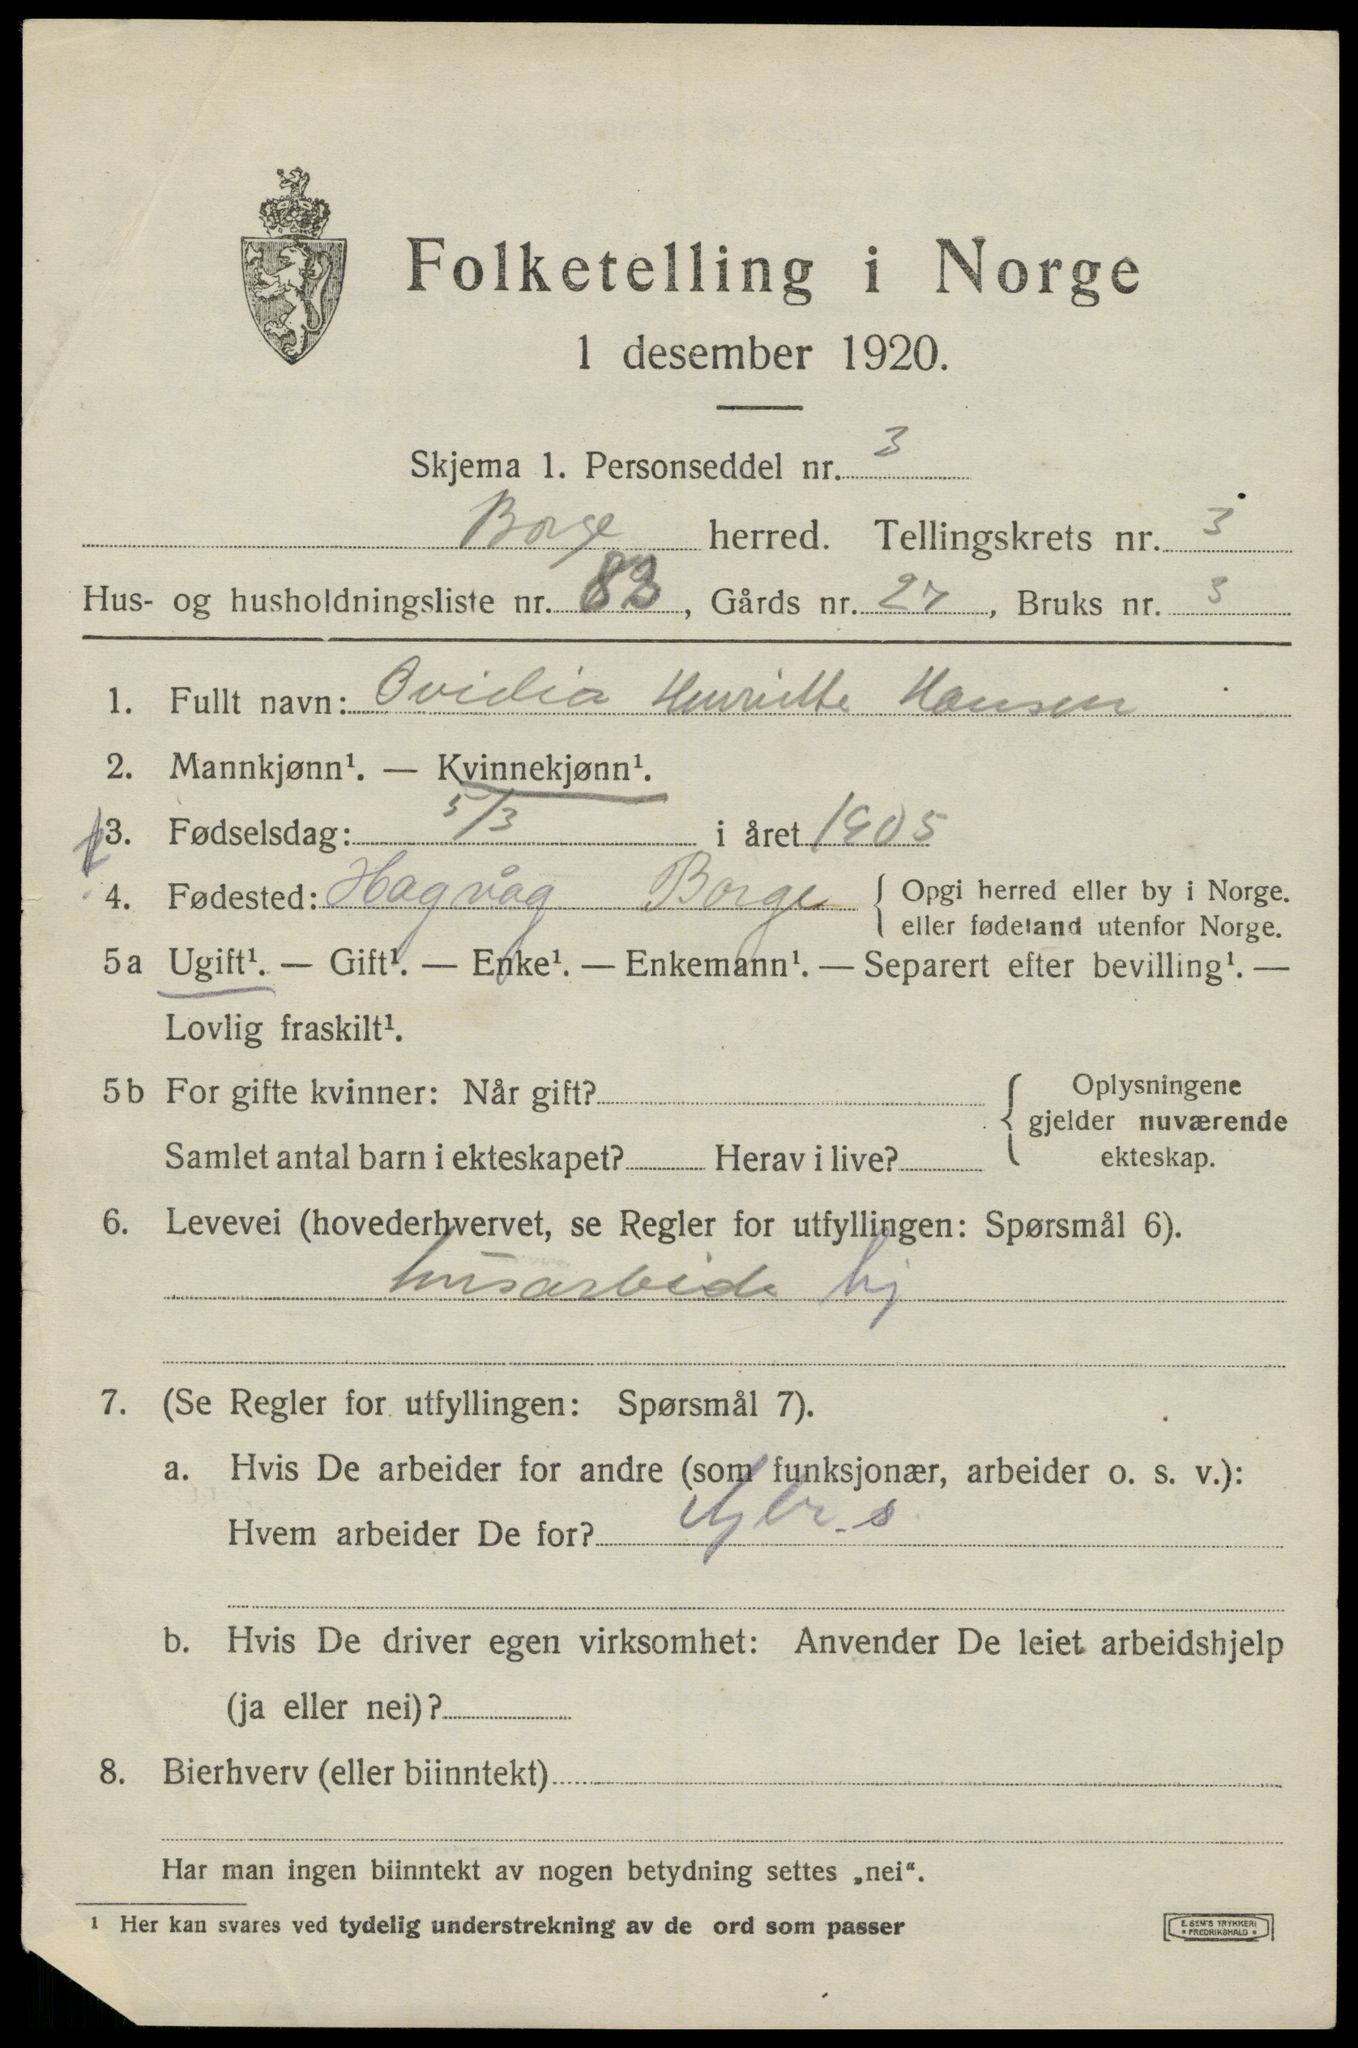 Folketelling i Norge
1 desember 1920.
Skjema 1. Personseddel nr. 3
Borge herred. Tellingskrets nr. 3
Hus- og husholdningsliste nr. 83, Gårds nr. 27, Bruks nr. 3
1. Fullt navn: Ovidia Henriette Hansen
2. Mannkjønn¹. — Kvinnekjønn¹.
3. Fødselsdag: 5/3 i året 1905
4. Fødested: Hagvåg Borge { Opgi herred eller by i Norge.
eller fødeland utenfor Norge.
5a Ugift¹. — Gift¹. — Enke¹. — Enkemann¹. — Separert efter bevilling¹. —
Lovlig fraskilt¹.
5b For gifte kvinner: Når gift? { Oplysningene
gjelder nuværende
Samlet antal barn i ekteskapet? Herav i live? ekteskap.
6. Levevei (hovederhvervet, se Regler for utfyllingen: Spørsmål 6).
husarbeide hj
7. (Se Regler for utfyllingen: Spørsmål 7).
a. Hvis De arbeider for andre (som funksjonær, arbeider o. s. v.):
Hvem arbeider De for?
b. Hvis De driver egen virksomhet: Anvender De leiet arbeidshjelp
(ja eller nei)?
8. Bierhverv (eller biinntekt)
Har man ingen biinntekt av nogen betydning settes „nei“.
¹ Her kan svares ved tydelig understrekning av de ord som passer
E. SEM'S TRYKKERI
* FREDRIKSHALD *